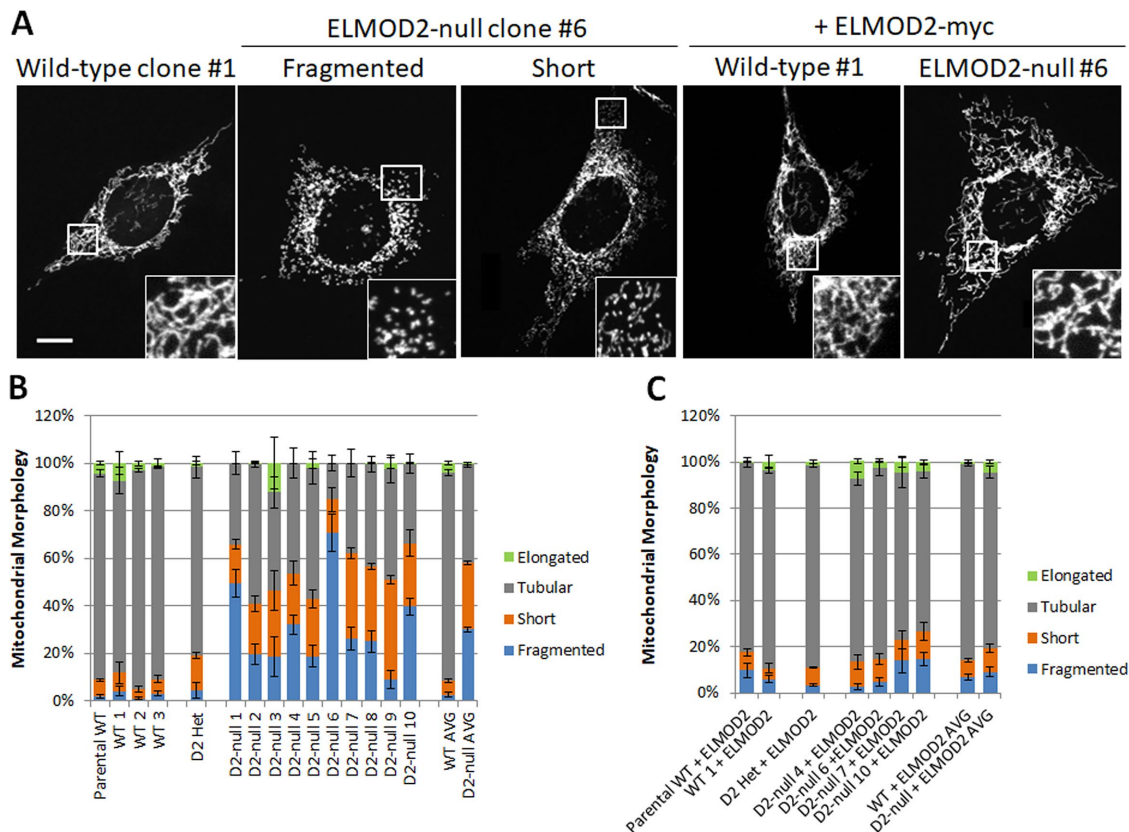 A
ELMOD2-null clone #6
+ ELMOD2-myc
Wild-type clone #1
Fragmented
Short
Wild-type #1
ELMOD2-null #6
B
Mitochondrial Morphology
120%
100%
80%
60%
40%
20%
0%
Parental WT
WT 1
WT 2
WT 3
D2 Het
D2-null 1
D2-null 2
D2-null 3
D2-null 4
D2-null 5
D2-null 6
D2-null 7
D2-null 8
D2-null 9
D2-null 10
WT AVG
D2-null AVG
Elongated
Tubular
Short
Fragmented
C
Mitochondrial Morphology
120%
100%
80%
60%
40%
20%
0%
Parental WT + ELMOD2
WT 1 + ELMOD2
D2 Het + ELMOD2
D2-null 4 + ELMOD2
D2-null 6 +ELMOD2
D2-null 7 + ELMOD2
D2-null 10 + ELMOD2
WT + ELMOD2 AVG
D2-null + ELMOD2 AVG
Elongated
Tubular
Short
Fragmented